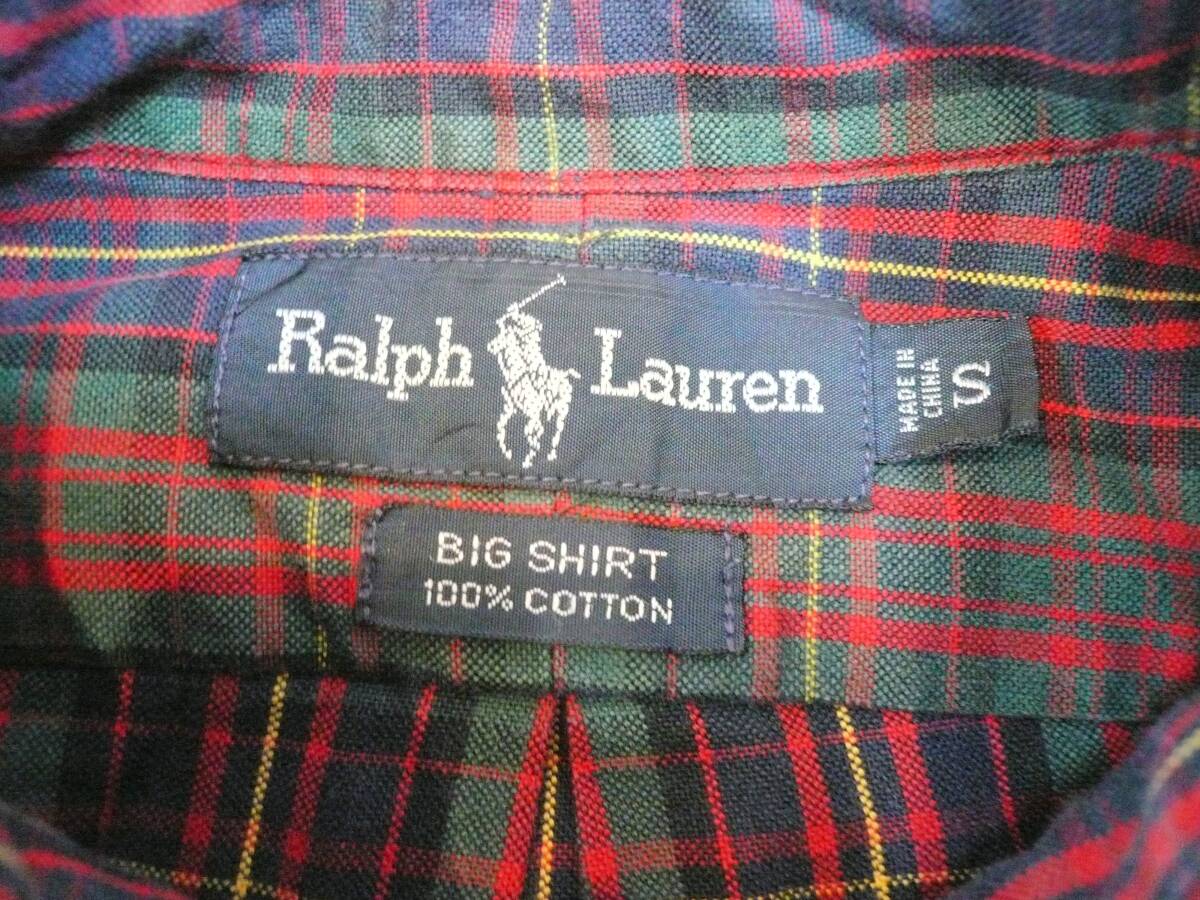 Ralph Lauren
MADE IN
CHINA
S
BIG SHIRT
100% COTTON